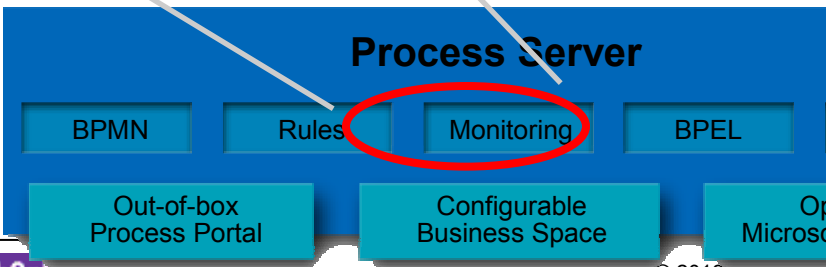 Process Server
BPMN
Rules
Monitoring
BPEL
Out-of-box
Process Portal
Configurable
Business Space